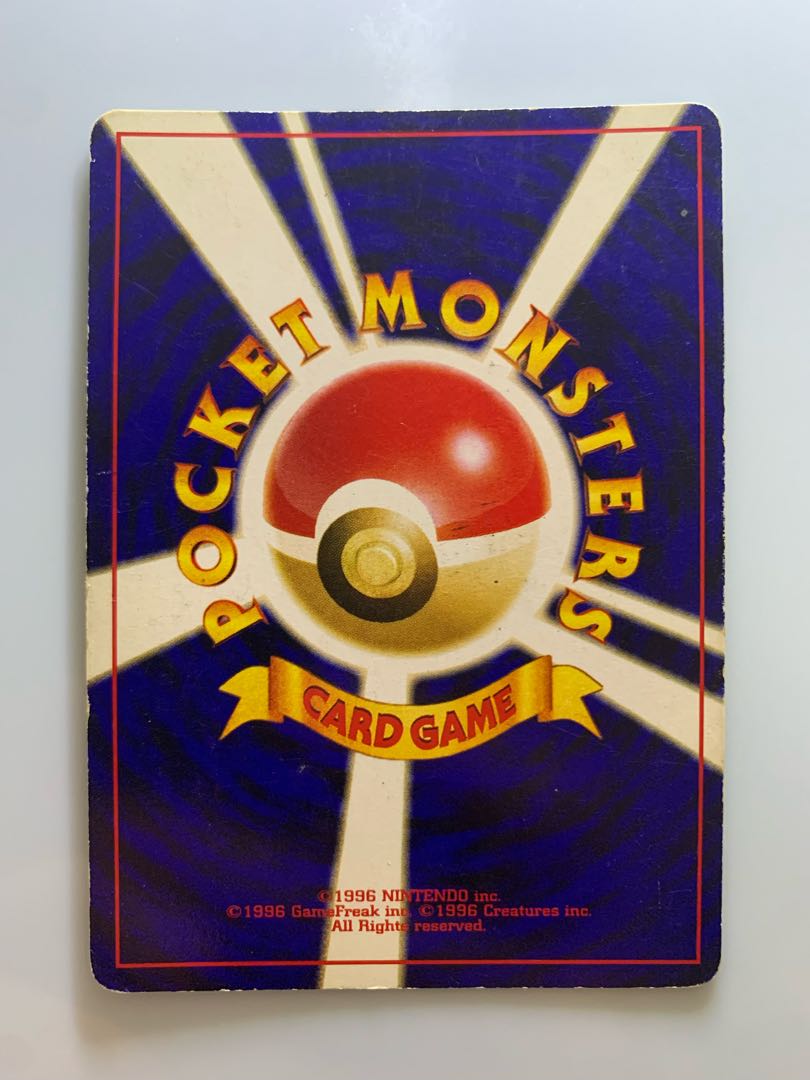 POCKET MONSTERS
CARD GAME
©1996 NINTENDO inc.
©1996 GameFreak inc. ©1996 Creatures inc.
All Rights reserved.